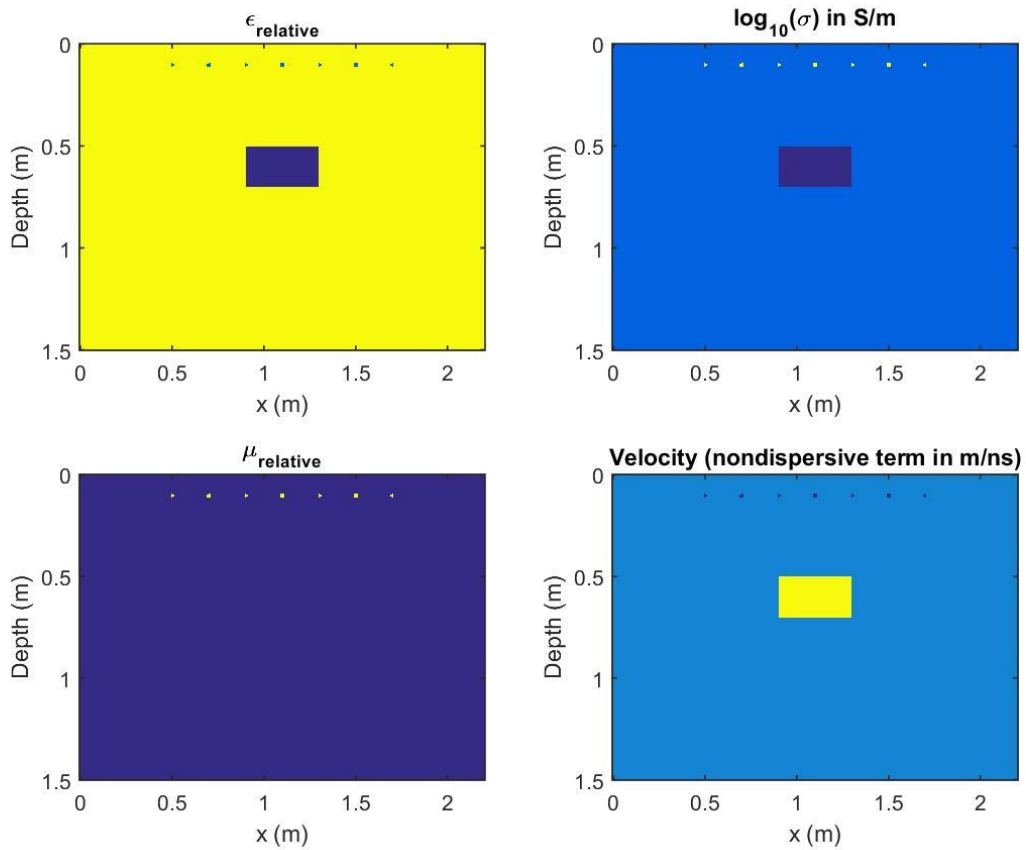 ϵrelative
0
0.5
1
1.5
Depth (m)
0 0.5 1 1.5 2
x (m)
log10(σ) in S/m
0
0.5
1
1.5
Depth (m)
0 0.5 1 1.5 2
x (m)
μrelative
0
0.5
1
1.5
Depth (m)
0 0.5 1 1.5 2
x (m)
Velocity (nondispersive term in m/ns)
0
0.5
1
1.5
Depth (m)
0 0.5 1 1.5 2
x (m)